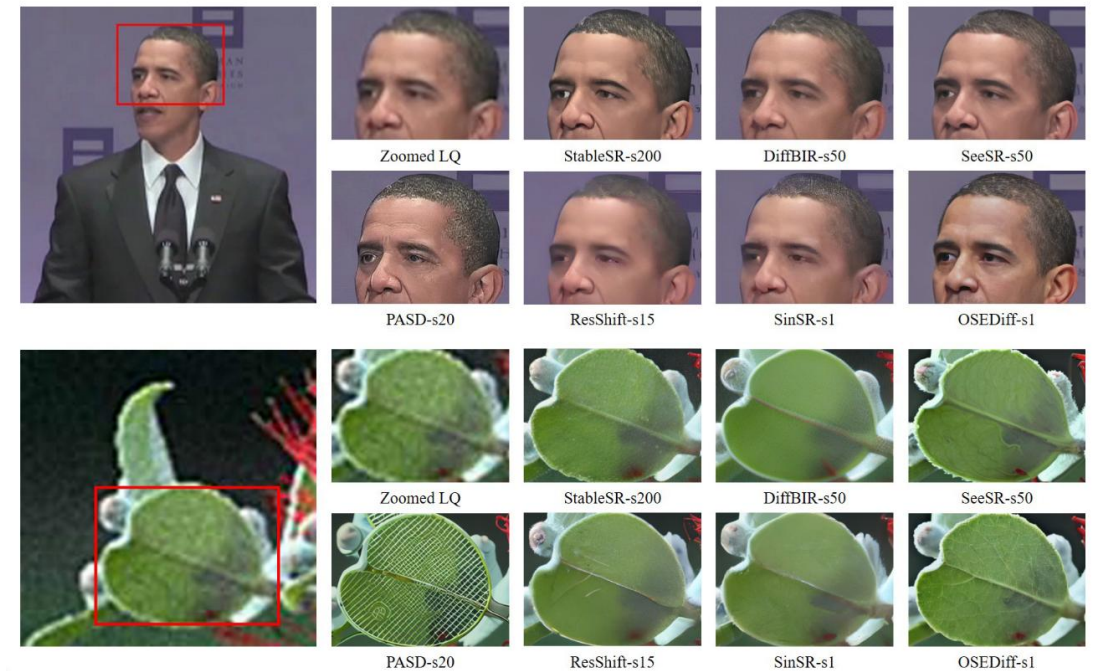 Zoomed LQ
StableSR-s200
DiffBIR-s50
SeeSR-s50
PASD-s20
ResShift-s15
SinSR-s1
OSEDiff-s1
Zoomed LQ
StableSR-s200
DiffBIR-s50
SeeSR-s50
PASD-s20
ResShift-s15
SinSR-s1
OSEDiff-s1